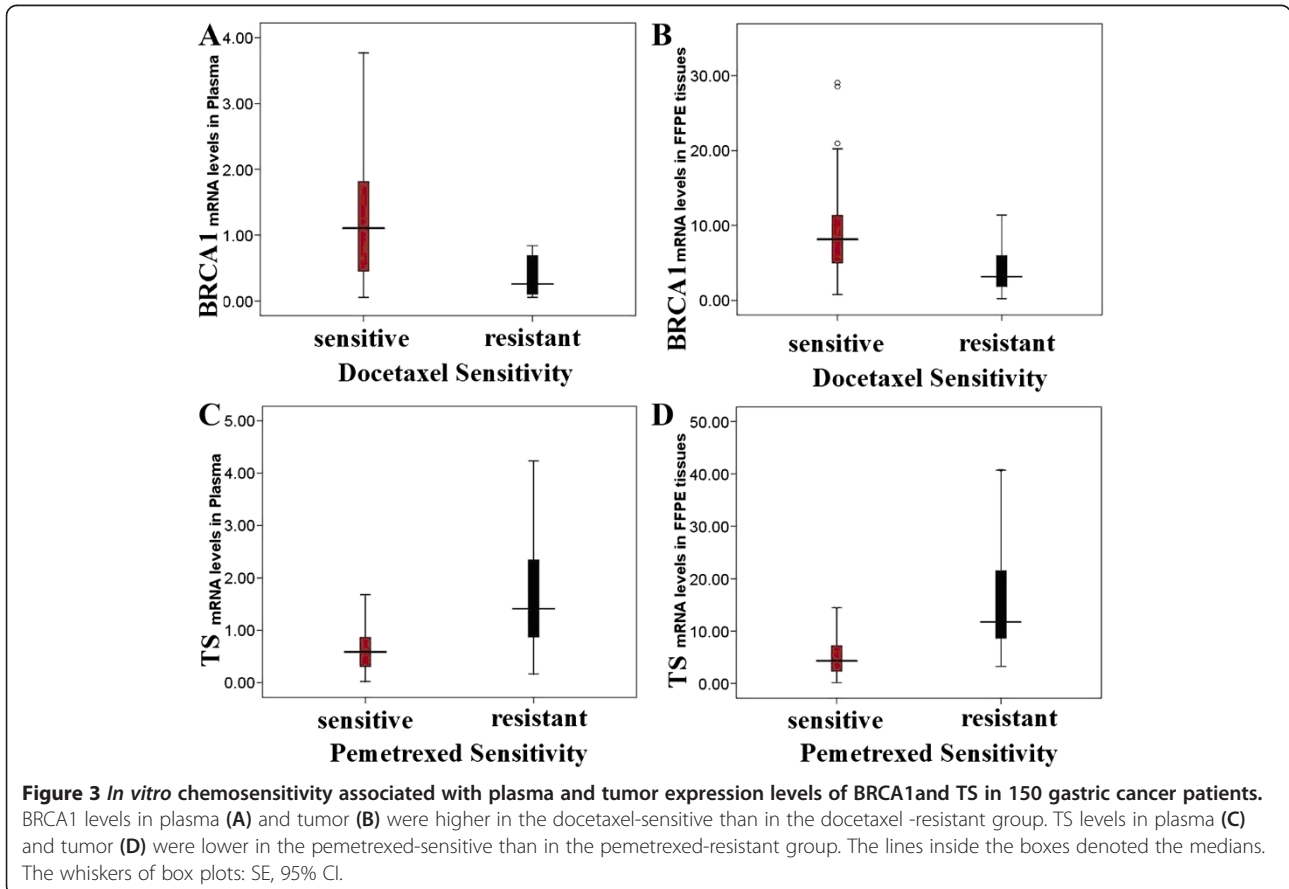 A
BRCA1 mRNA levels in Plasma
4.00
3.00
2.00
1.00
0.00
sensitive
resistant
Docetaxel Sensitivity
B
BRCA1 mRNA levels in FFPE tissues
30.00
20.00
10.00
0.00
sensitive
resistant
Docetaxel Sensitivity
C
TS mRNA levels in Plasma
5.00
4.00
3.00
2.00
1.00
0.00
sensitive
resistant
Pemetrexed Sensitivity
D
TS mRNA levels in FFPE tissues
50.00
40.00
30.00
20.00
10.00
0.00
sensitive
resistant
Pemetrexed Sensitivity
Figure 3 In vitro chemosensitivity associated with plasma and tumor expression levels of BRCA1and TS in 150 gastric cancer patients.
BRCA1 levels in plasma (A) and tumor (B) were higher in the docetaxel-sensitive than in the docetaxel -resistant group. TS levels in plasma (C)
and tumor (D) were lower in the pemetrexed-sensitive than in the pemetrexed-resistant group. The lines inside the boxes denoted the medians.
The whiskers of box plots: SE, 95% CI.